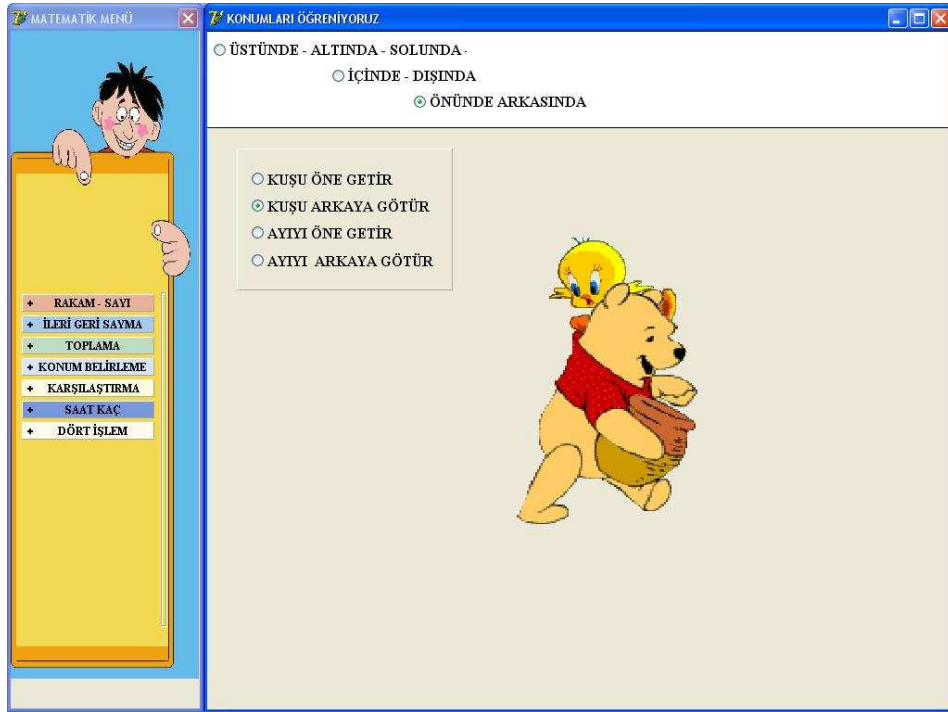 MATEMATİK MENÜ
RAKAM - SAYI
İLERİ GERİ SAYMA
TOPLAMA
KONUM BELİRLEME
KARŞILAŞTIRMA
SAAT KAÇ
DÖRT İŞLEM
KONUMLARI ÖĞRENİYORUZ
ÜSTÜNDE - ALTINDA - SOLUNDA -
İÇİNDE - DIŞINDA
ÖNÜNDE ARKASINDA
KUŞU ÖNE GETİR
KUŞU ARKAYA GÖTÜR
AYIYI ÖNE GETİR
AYIYI ARKAYA GÖTÜR